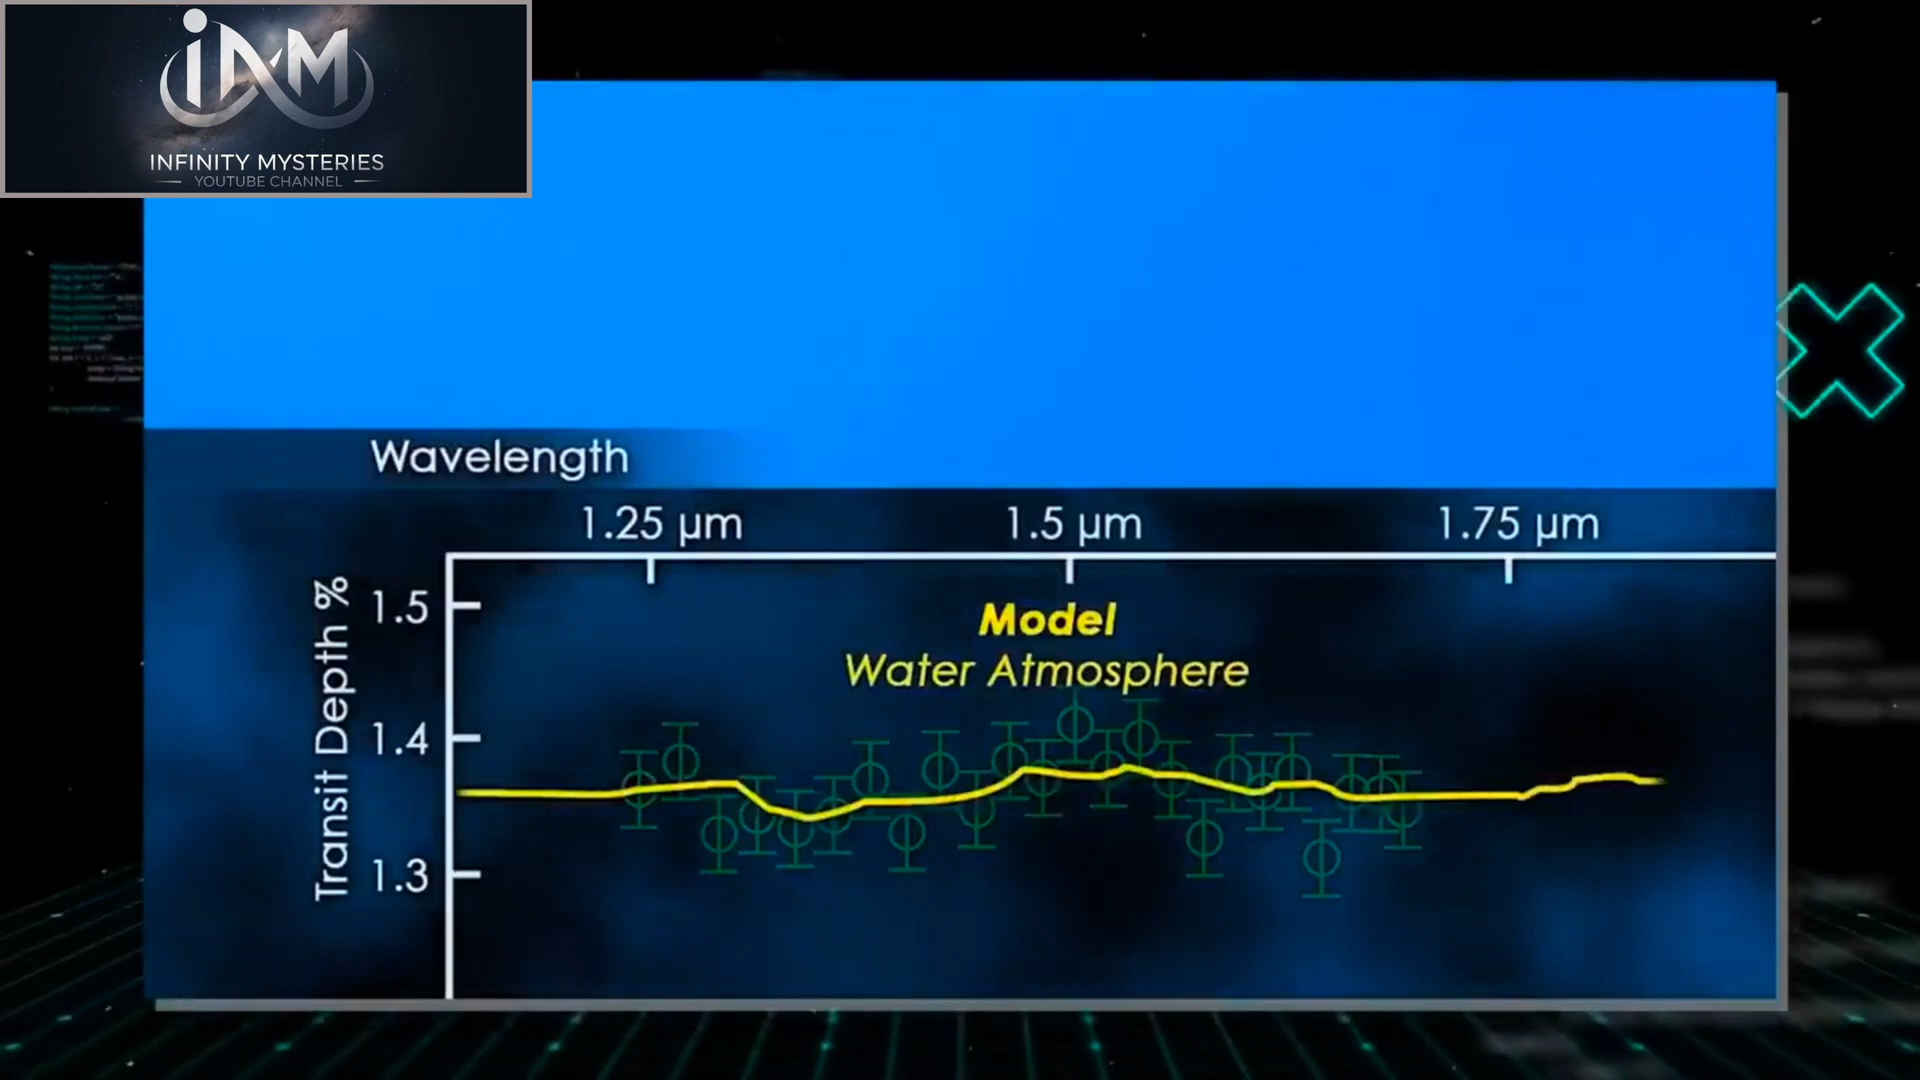 iNM
INFINITY MYSTERIES
YOUTUBE CHANNEL
Wavelength
1.25 µm
1.5 µm
1.75 µm
Transit Depth %
1.5
1.4
1.3
Model
Water Atmosphere